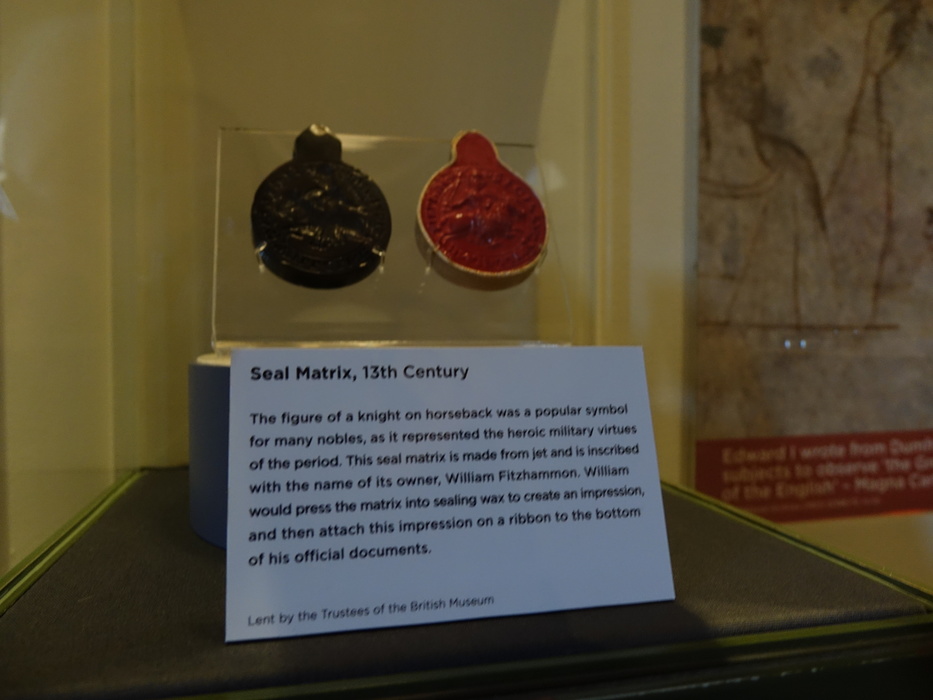 Seal Matrix, 13th Century
The figure of a knight on horseback was a popular symbol
for many nobles, as it represented the heroic military virtues
of the period. This seal matrix is made from jet and is inscribed
with the name of its owner, William Fitzhammon. William
would press the matrix into sealing wax to create an impression,
and then attach this impression on a ribbon to the bottom
of his official documents.
Lent by the Trustees of the British Museum
Edward I wrote from
subjects to observe 'the
of the English' - Magna